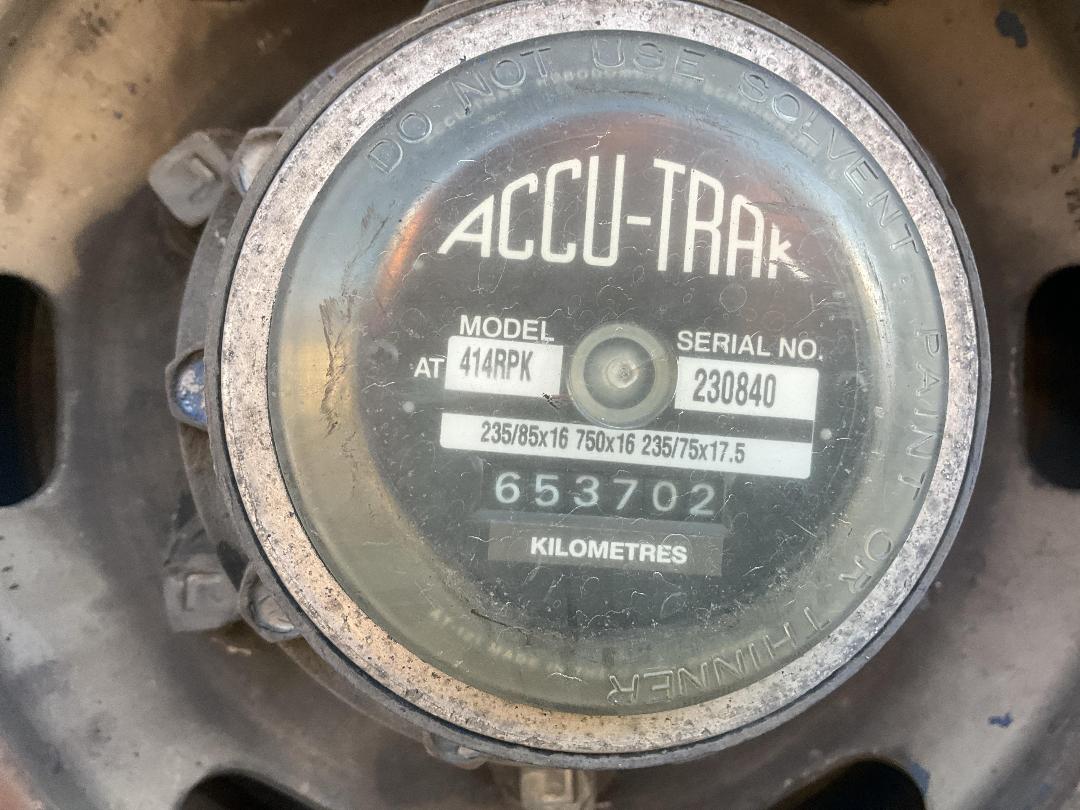 DO NOT USE SOLVENT. PAINT OR THINNER
ACCU-TRAK
MODEL
SERIAL NO.
AT 414RPK
230840
235/85x16 750x16 235/75x17.5
653702
KILOMETRES